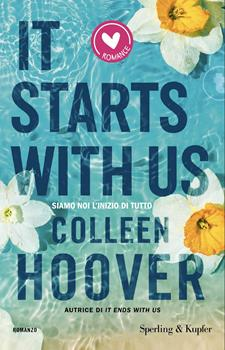 IT
ROMANCE
STARTS
WITH US
SIAMO NOI L'INIZIO DI TUTTO
COLLEEN
HOOVER
AUTRICE DI IT ENDS WITH US
ROMANZO
Sperling & Kupfer